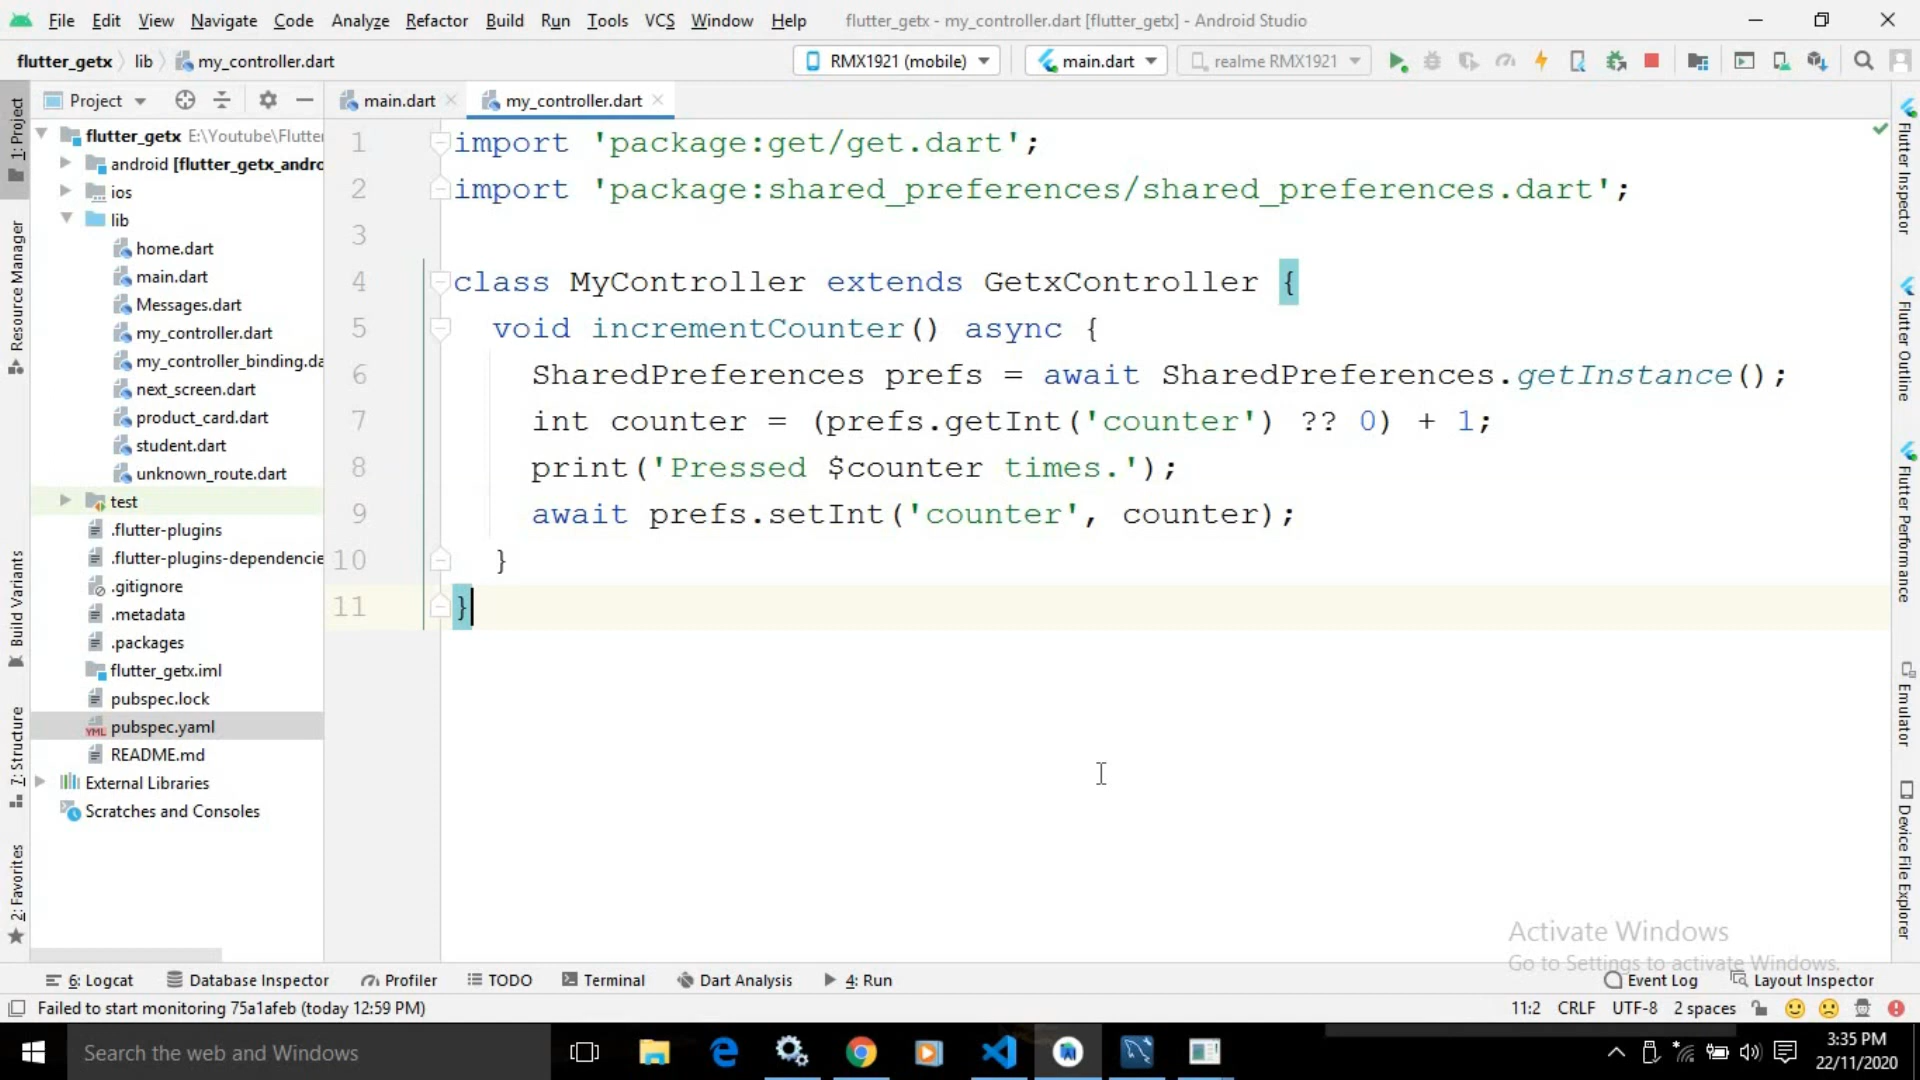 File Edit View Navigate Code Analyze Refactor Build Run Tools VCS Window Help flutter_getx - my_controller.dart [flutter_getx] - Android Studio
flutter_getx lib my_controller.dart RMX1921 (mobile) main.dart realme RMX1921
Project main.dart my_controller.dart
1: Project
Resource Manager
Build Variants
7: Structure
2: Favorites
flutter_getx E:\Youtube\Flutter
android [flutter_getx_andro
ios
lib
home.dart
main.dart
Messages.dart
my_controller.dart
my_controller_binding.da
next_screen.dart
product_card.dart
student.dart
unknown_route.dart
test
.flutter-plugins
.flutter-plugins-dependencie
.gitignore
.metadata
.packages
flutter_getx.iml
pubspec.lock
pubspec.yaml
README.md
External Libraries
Scratches and Consoles
1 import 'package:get/get.dart';
2 import 'package:shared_preferences/shared_preferences.dart';
3
4 class MyController extends GetxController {
5 void incrementCounter() async {
6 SharedPreferences prefs = await SharedPreferences.getInstance();
7 int counter = (prefs.getInt('counter') ?? 0) + 1;
8 print('Pressed $counter times.');
9 await prefs.setInt('counter', counter);
10 }
11 }
Flutter Inspector
Flutter Outline
Flutter Performance
Emulator
Device File Explorer
Activate Windows
Go to Settings to activate Windows.
6: Logcat Database Inspector Profiler TODO Terminal Dart Analysis 4: Run Event Log Layout Inspector
Failed to start monitoring 75a1afeb (today 12:59 PM) 11:2 CRLF UTF-8 2 spaces
Search the web and Windows
3:35 PM
22/11/2020